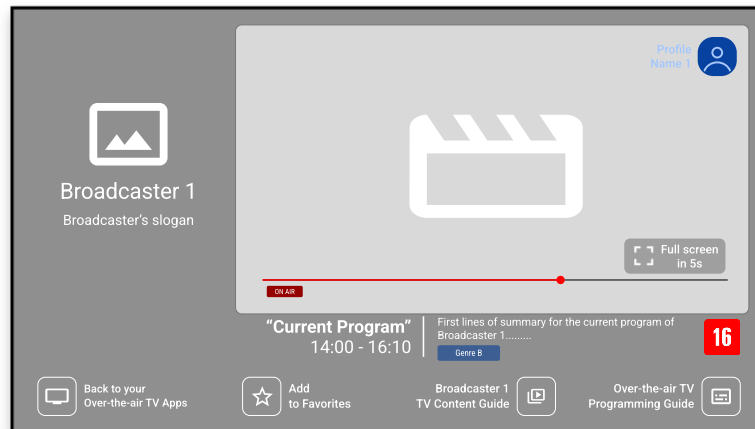 Profile
Name 1
Broadcaster 1
Broadcaster’s slogan
Full screen
in 5s
ON AIR
“Current Program”
14:00 - 16:10
First lines of summary for the current program of
Broadcaster 1.........
Genre B
16
Back to your
Over-the-air TV Apps
Add
to Favorites
Broadcaster 1
TV Content Guide
Over-the-air TV
Programming Guide